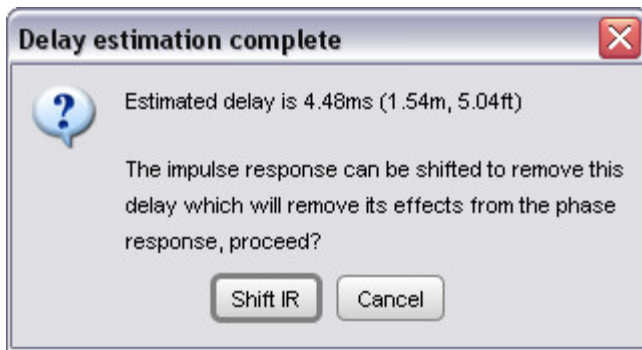 Delay estimation complete
Estimated delay is 4.48ms (1.54m, 5.04ft)
The impulse response can be shifted to remove this
delay which will remove its effects from the phase
response, proceed?
Shift IR
Cancel